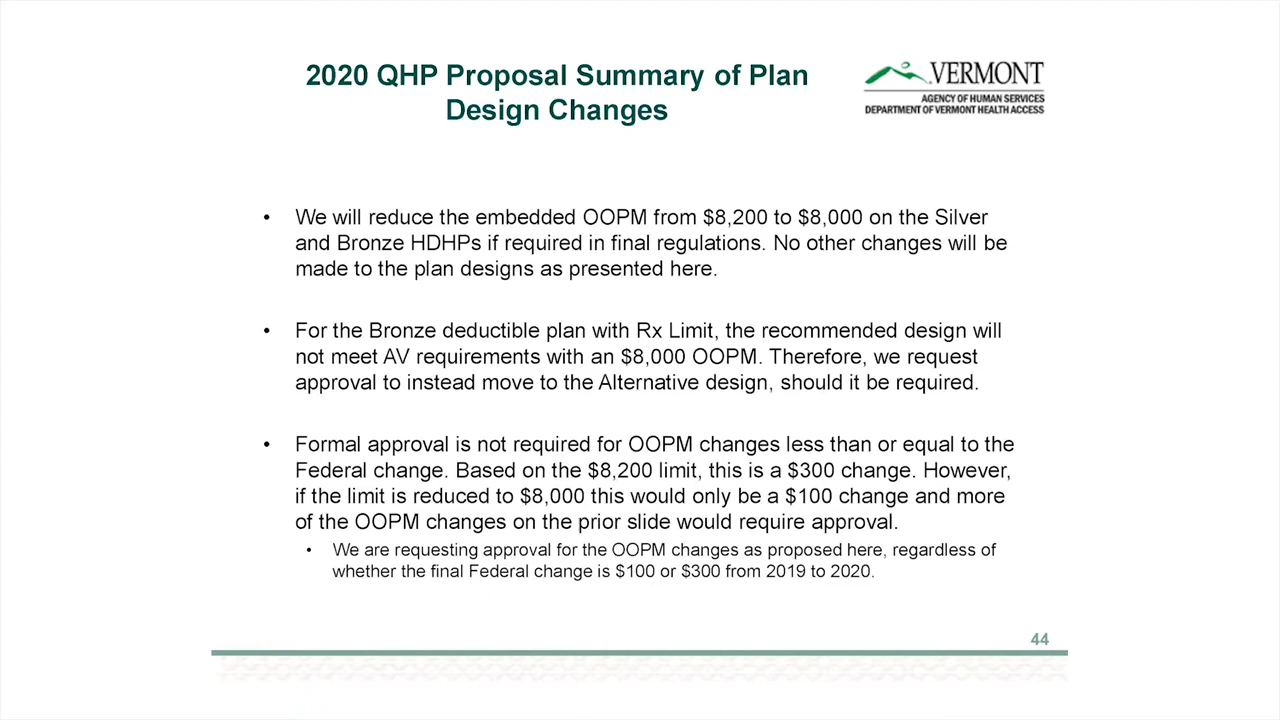 2020 QHP Proposal Summary of Plan
Design Changes
VERMONT
AGENCY OF HUMAN SERVICES
DEPARTMENT OF VERMONT HEALTH ACCESS
• We will reduce the embedded OOPM from $8,200 to $8,000 on the Silver
and Bronze HDHPs if required in final regulations. No other changes will be
made to the plan designs as presented here.
• For the Bronze deductible plan with Rx Limit, the recommended design will
not meet AV requirements with an $8,000 OOPM. Therefore, we request
approval to instead move to the Alternative design, should it be required.
• Formal approval is not required for OOPM changes less than or equal to the
Federal change. Based on the $8,200 limit, this is a $300 change. However,
if the limit is reduced to $8,000 this would only be a $100 change and more
of the OOPM changes on the prior slide would require approval.
• We are requesting approval for the OOPM changes as proposed here, regardless of
whether the final Federal change is $100 or $300 from 2019 to 2020.
44